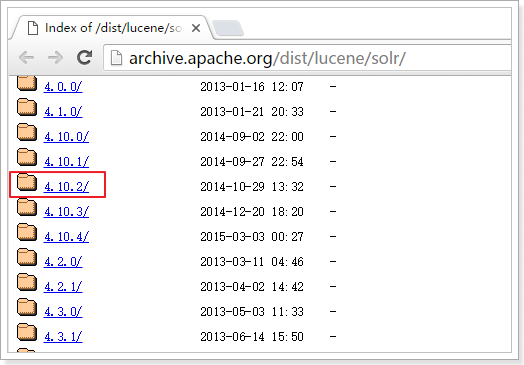 Index of /dist/lucene/so
archive.apache.org/dist/lucene/solr/
4.0.0/ 2013-01-16 12:07 -
4.1.0/ 2013-01-21 20:33 -
4.10.0/ 2014-09-02 22:00 -
4.10.1/ 2014-09-27 22:54 -
4.10.2/ 2014-10-29 13:32 -
4.10.3/ 2014-12-20 18:20 -
4.10.4/ 2015-03-03 00:27 -
4.2.0/ 2013-03-11 04:46 -
4.2.1/ 2013-04-02 14:42 -
4.3.0/ 2013-05-03 11:33 -
4.3.1/ 2013-06-14 15:50 -